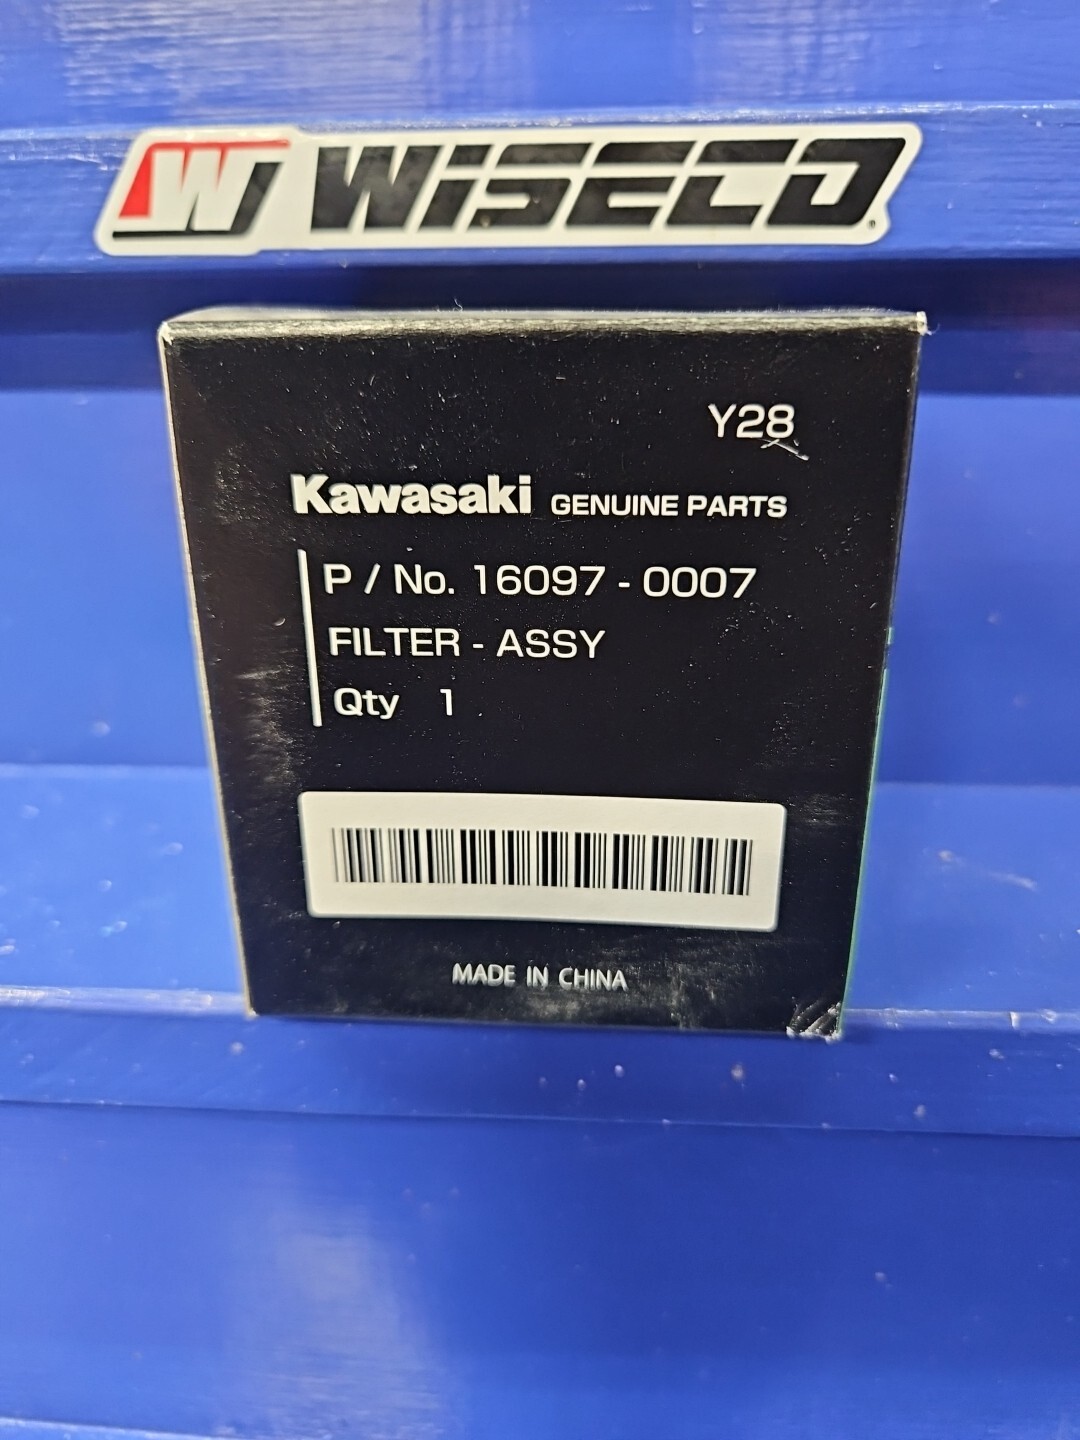 W WISECO®
Y28
Kawasaki GENUINE PARTS
P / No. 16097 - 0007
FILTER - ASSY
Qty 1
MADE IN CHINA